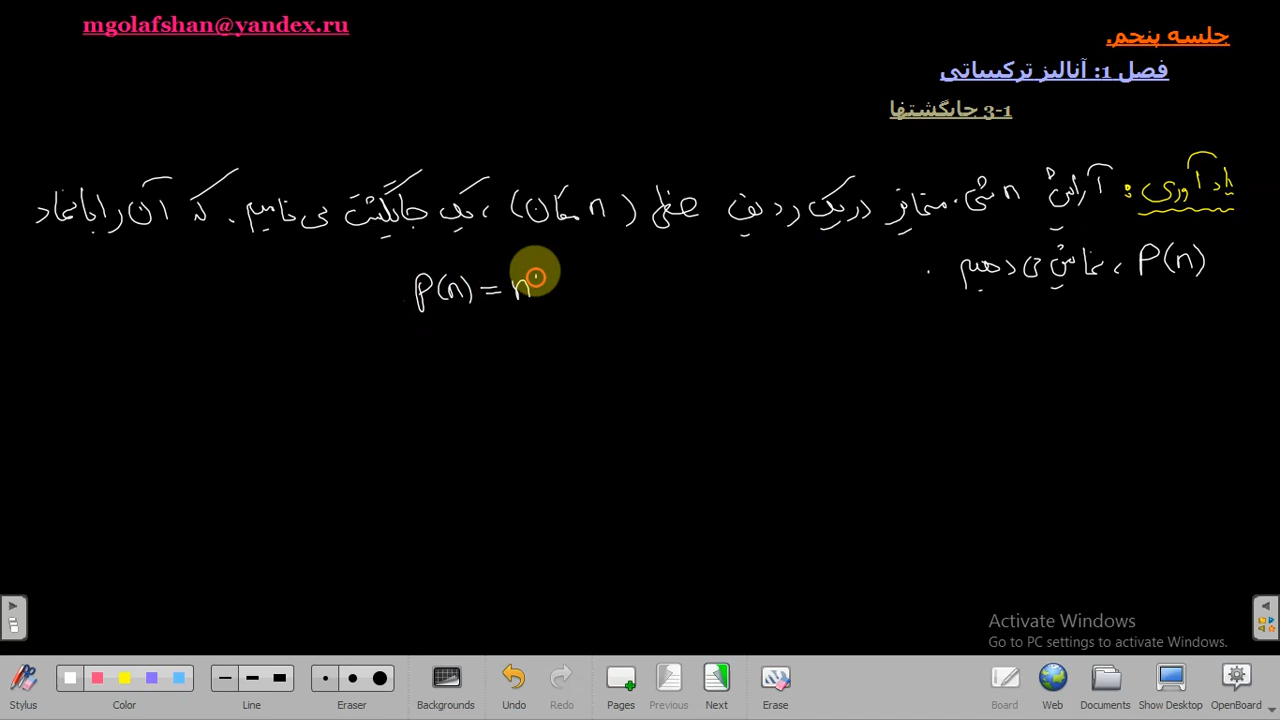 mgolafshan@yandex.ru
جلسه پنجم.
فصل 1: آنالیز ترکیبیاتی
3-1 جایگشتها
یادآوری: آرایش n شیء متمایز در یک ردیف خطی (n مکان)، یک جایگشت می نامیم. که آن را با نماد
P(n)، نمایش می دهیم.
P(n) = n
Activate Windows
Go to PC settings to activate Windows.
Stylus Color Line Eraser Backgrounds Undo Redo Pages Previous Next Erase Board Web Documents Show Desktop OpenBoard